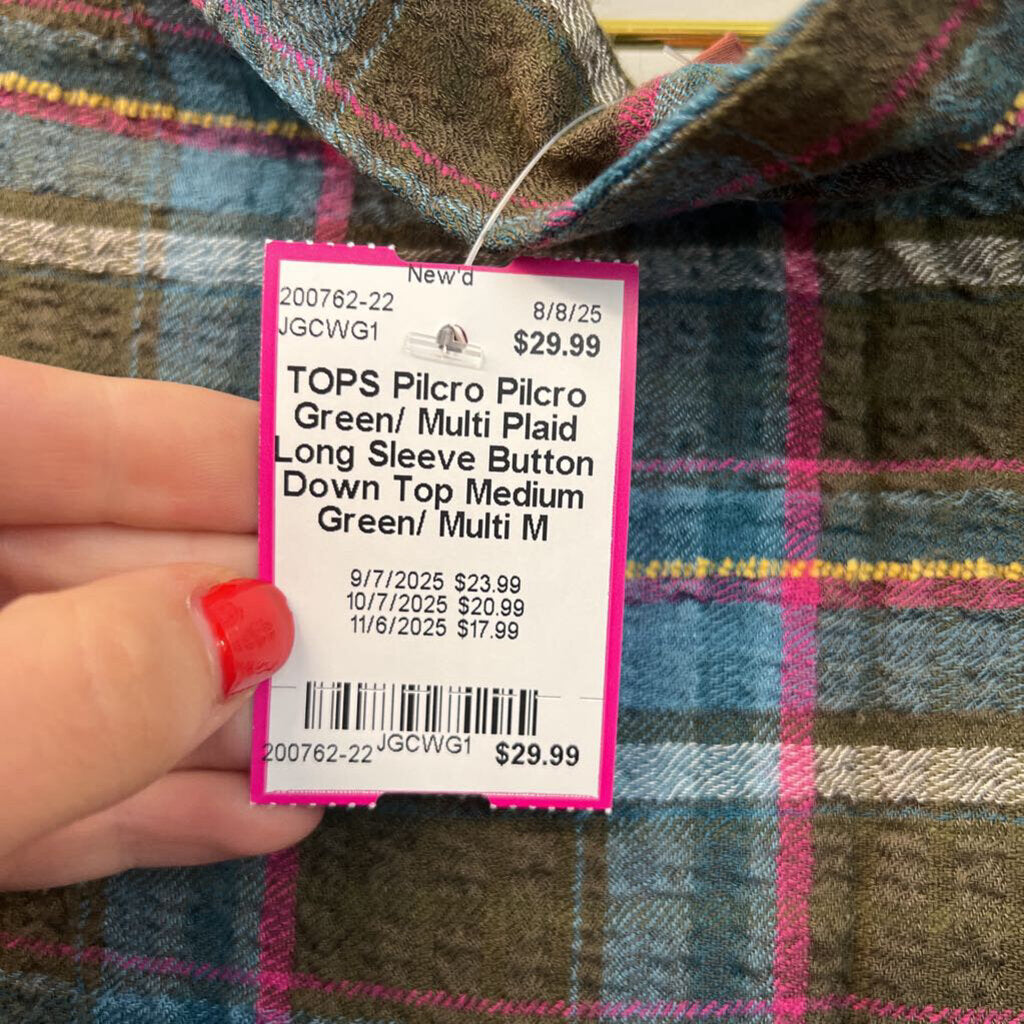 New'd
200762-22 8/8/25
JGCWG1 $29.99
TOPS Pilcro Pilcro
Green/ Multi Plaid
Long Sleeve Button
Down Top Medium
Green/ Multi M
9/7/2025 $23.99
10/7/2025 $20.99
11/6/2025 $17.99
200762-22 JGCWG1 $29.99